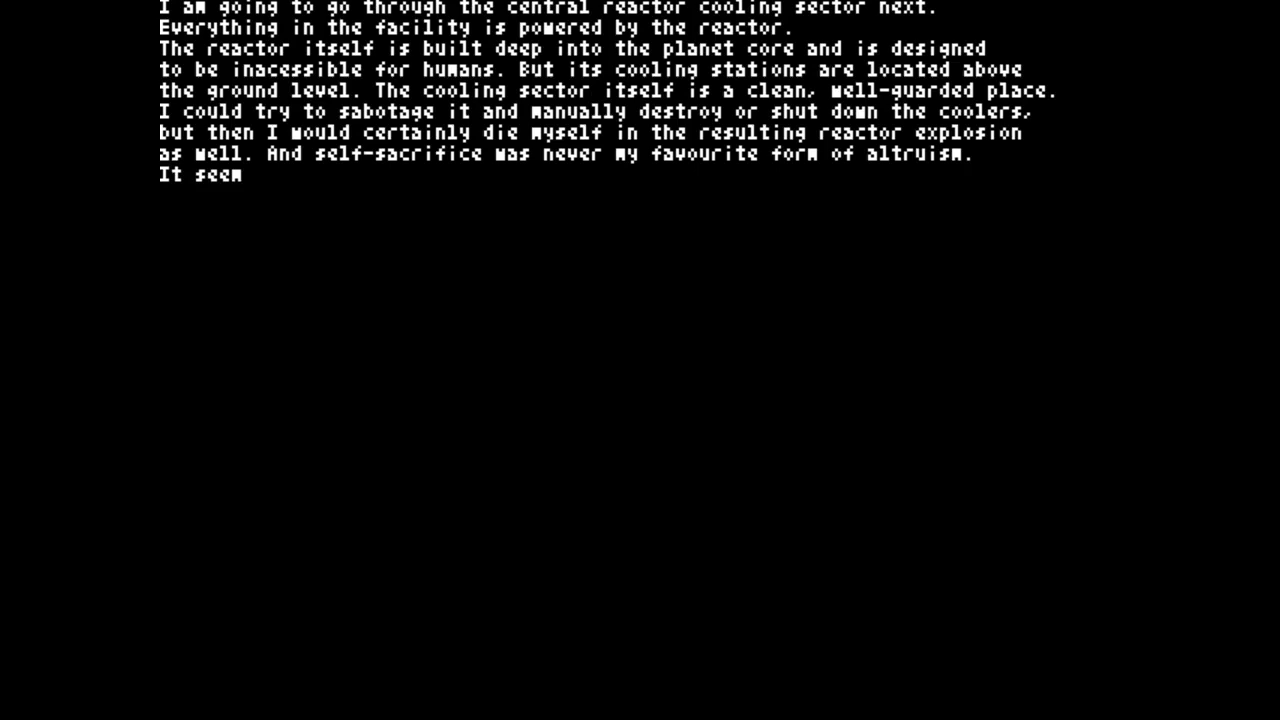 I am going to go through the central reactor cooling sector next.
Everything in the facility is powered by the reactor.
The reactor itself is built deep into the planet core and is designed
to be inacessible for humans. But its cooling stations are located above
the ground level. The cooling sector itself is a clean, well-guarded place.
I could try to sabotage it and manually destroy or shut down the coolers,
but then I would certainly die myself in the resulting reactor explosion
as well. And self-sacrifice was never my favourite form of altruism.
It seem